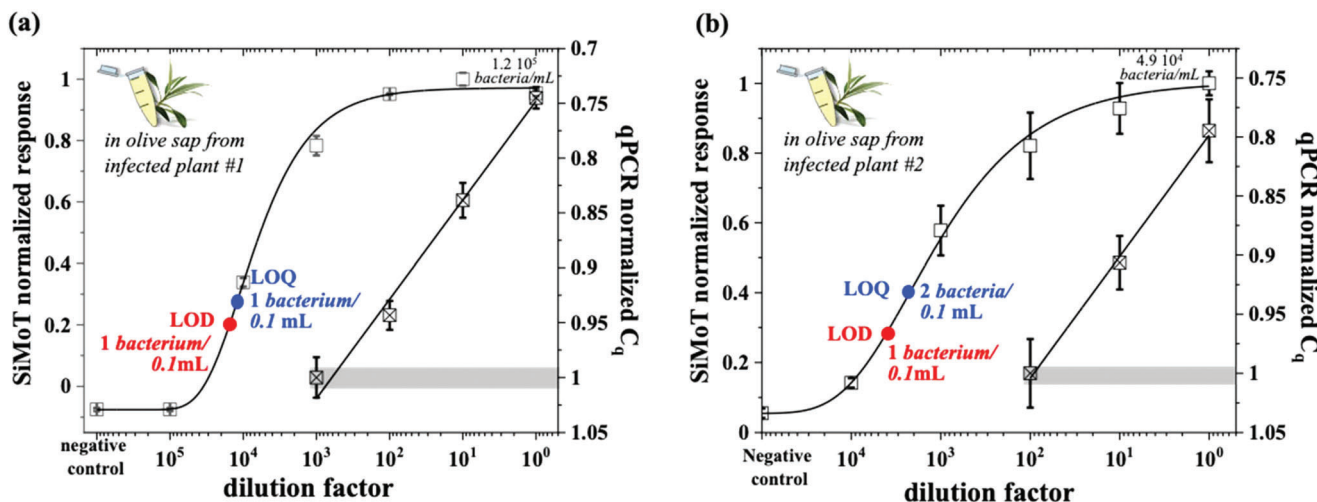 (a)
SiMoT normalized response
1
0.8
0.6
0.4
0.2
0
in olive sap from
infected plant #1
1.2 10⁵
bacteria/mL
LOQ
1 bacterium/
0.1 mL
LOD
1 bacterium/
0.1mL
0.7
0.75
0.8
0.85
0.9
0.95
1
1.05
qPCR normalized Cq
negative
control
10⁵ 10⁴ 10³ 10² 10¹ 10⁰
dilution factor
(b)
SiMoT normalized response
1
0.8
0.6
0.4
0.2
0
in olive sap from
infected plant #2
4.9 10⁴
bacteria/mL
LOQ
2 bacteria/
0.1 mL
LOD
1 bacterium/
0.1mL
0.75
0.80
0.85
0.90
0.95
1
1.05
qPCR normalized Cq
Negative
control
10⁴ 10³ 10² 10¹ 10⁰
dilution factor